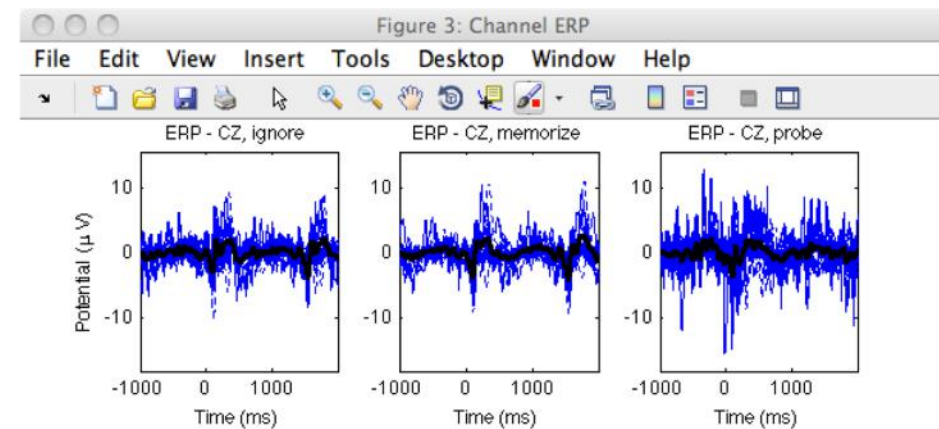 Figure 3: Channel ERP
File Edit View Insert Tools Desktop Window Help
ERP - CZ, ignore
ERP - CZ, memorize
ERP - CZ, probe
Potential (μ V)
10
0
-10
-1000 0 1000
Time (ms)
10
0
-10
-1000 0 1000
Time (ms)
10
0
-10
-1000 0 1000
Time (ms)